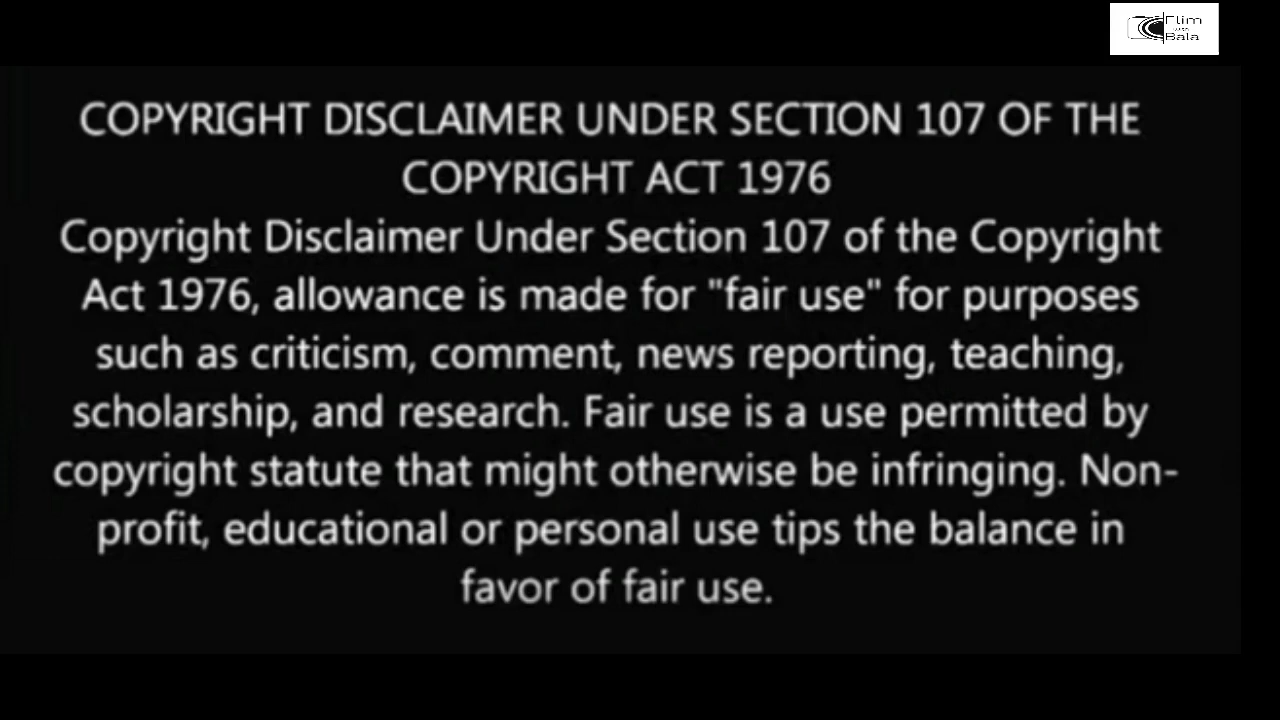 Flim
Bala
COPYRIGHT DISCLAIMER UNDER SECTION 107 OF THE
COPYRIGHT ACT 1976
Copyright Disclaimer Under Section 107 of the Copyright
Act 1976, allowance is made for "fair use" for purposes
such as criticism, comment, news reporting, teaching,
scholarship, and research. Fair use is a use permitted by
copyright statute that might otherwise be infringing. Non-
profit, educational or personal use tips the balance in
favor of fair use.